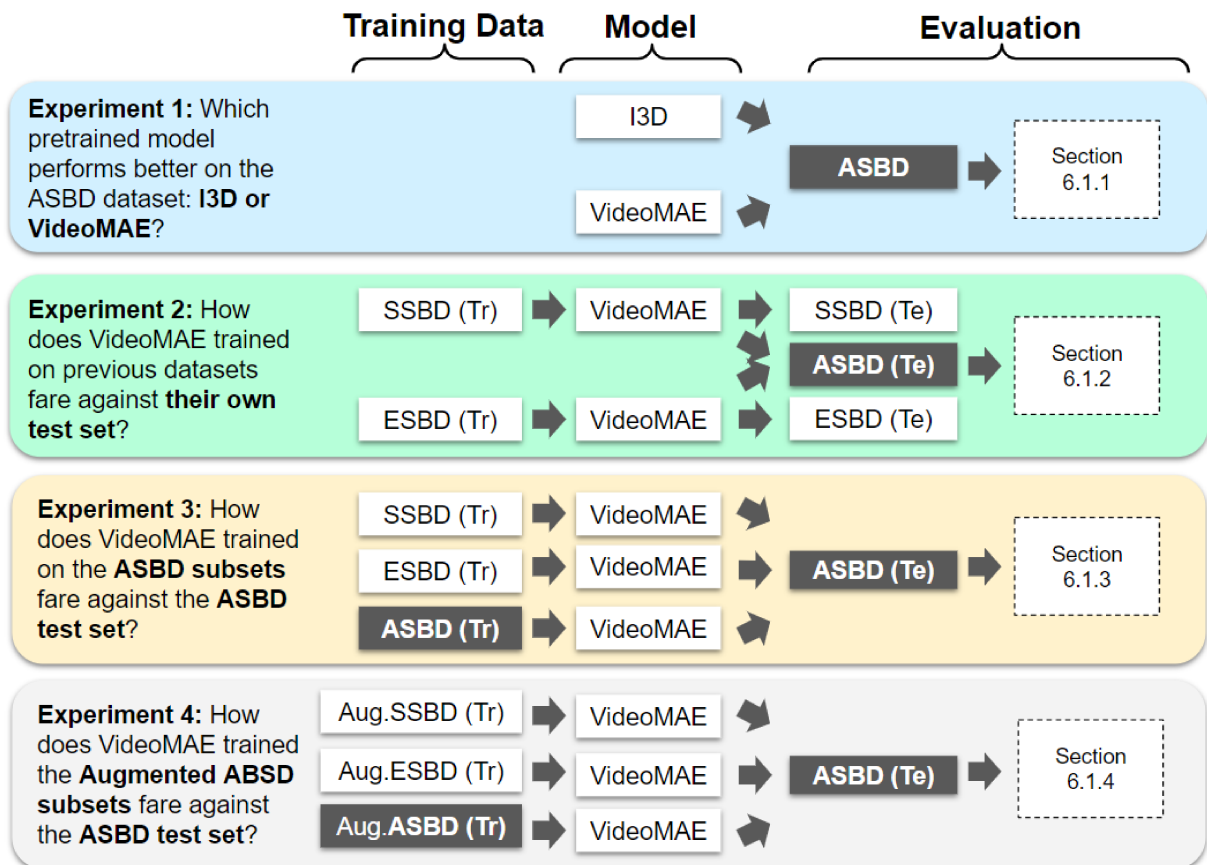 Training Data
Model
Evaluation
Experiment 1: Which
pretrained model
performs better on the
ASBD dataset: I3D or
VideoMAE?
I3D
VideoMAE
ASBD
Section
6.1.1
Experiment 2: How
does VideoMAE trained
on previous datasets
fare against their own
test set?
SSBD (Tr)
VideoMAE
SSBD (Te)
ASBD (Te)
ESBD (Tr)
VideoMAE
ESBD (Te)
Section
6.1.2
Experiment 3: How
does VideoMAE trained
on the ASBD subsets
fare against the ASBD
test set?
SSBD (Tr)
VideoMAE
ESBD (Tr)
VideoMAE
ASBD (Tr)
VideoMAE
ASBD (Te)
Section
6.1.3
Experiment 4: How
does VideoMAE trained
the Augmented ABSD
subsets fare against
the ASBD test set?
Aug.SSBD (Tr)
VideoMAE
Aug.ESBD (Tr)
VideoMAE
Aug.ASBD (Tr)
VideoMAE
ASBD (Te)
Section
6.1.4